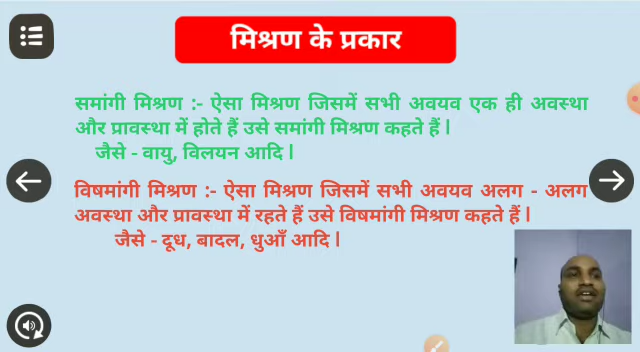 मिश्रण के प्रकार
समांगी मिश्रण :- ऐसा मिश्रण जिसमें सभी अवयव एक ही अवस्था
और प्रावस्था में होते हैं उसे समांगी मिश्रण कहते हैं।
जैसे - वायु, विलयन आदि।
विषमांगी मिश्रण :- ऐसा मिश्रण जिसमें सभी अवयव अलग - अलग
अवस्था और प्रावस्था में रहते हैं उसे विषमांगी मिश्रण कहते हैं।
जैसे - दूध, बादल, धुआँ आदि।